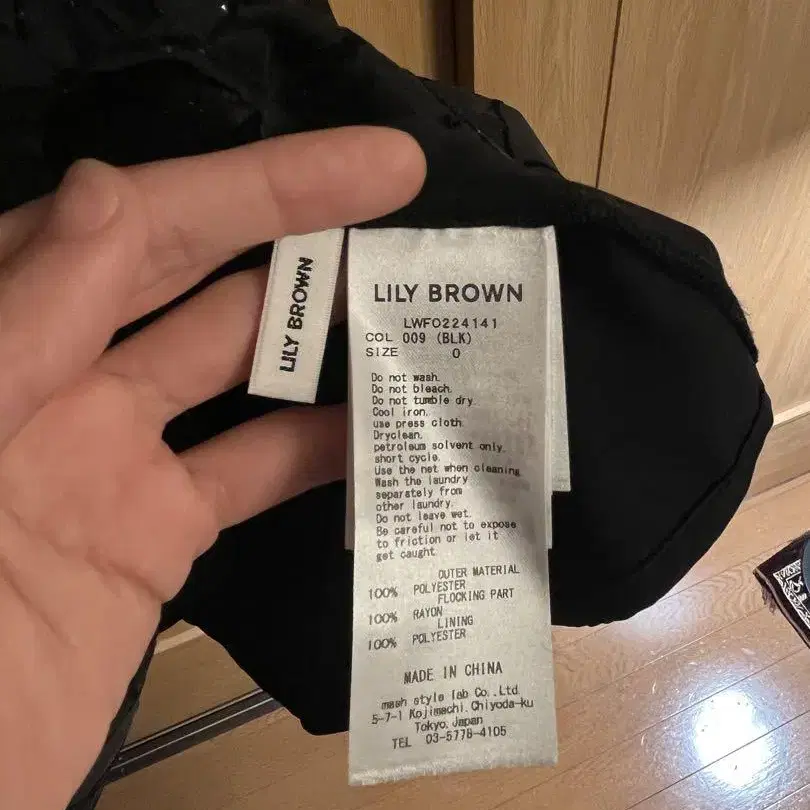 LILY BROWN
LILY BROWN
LWFO224141
COL 009 (BLK)
SIZE 0
Do not wash.
Do not bleach.
Do not tumble dry.
Cool iron.
use press cloth.
Dryclean.
petroleum solvent only.
short cycle.
Use the net when cleaning
Wash the laundry
separately from
other laundry.
Do not leave wet.
Be careful not to expose
to friction or let it
get caught.
OUTER MATERIAL
100% POLYESTER
FLOCKING PART
100% RAYON
LINING
100% POLYESTER
MADE IN CHINA
mash style lab Co.,Ltd.
5-7-1 Kojimachi,Chiyoda-ku
Tokyo,Japan
TEL 03-5778-4105